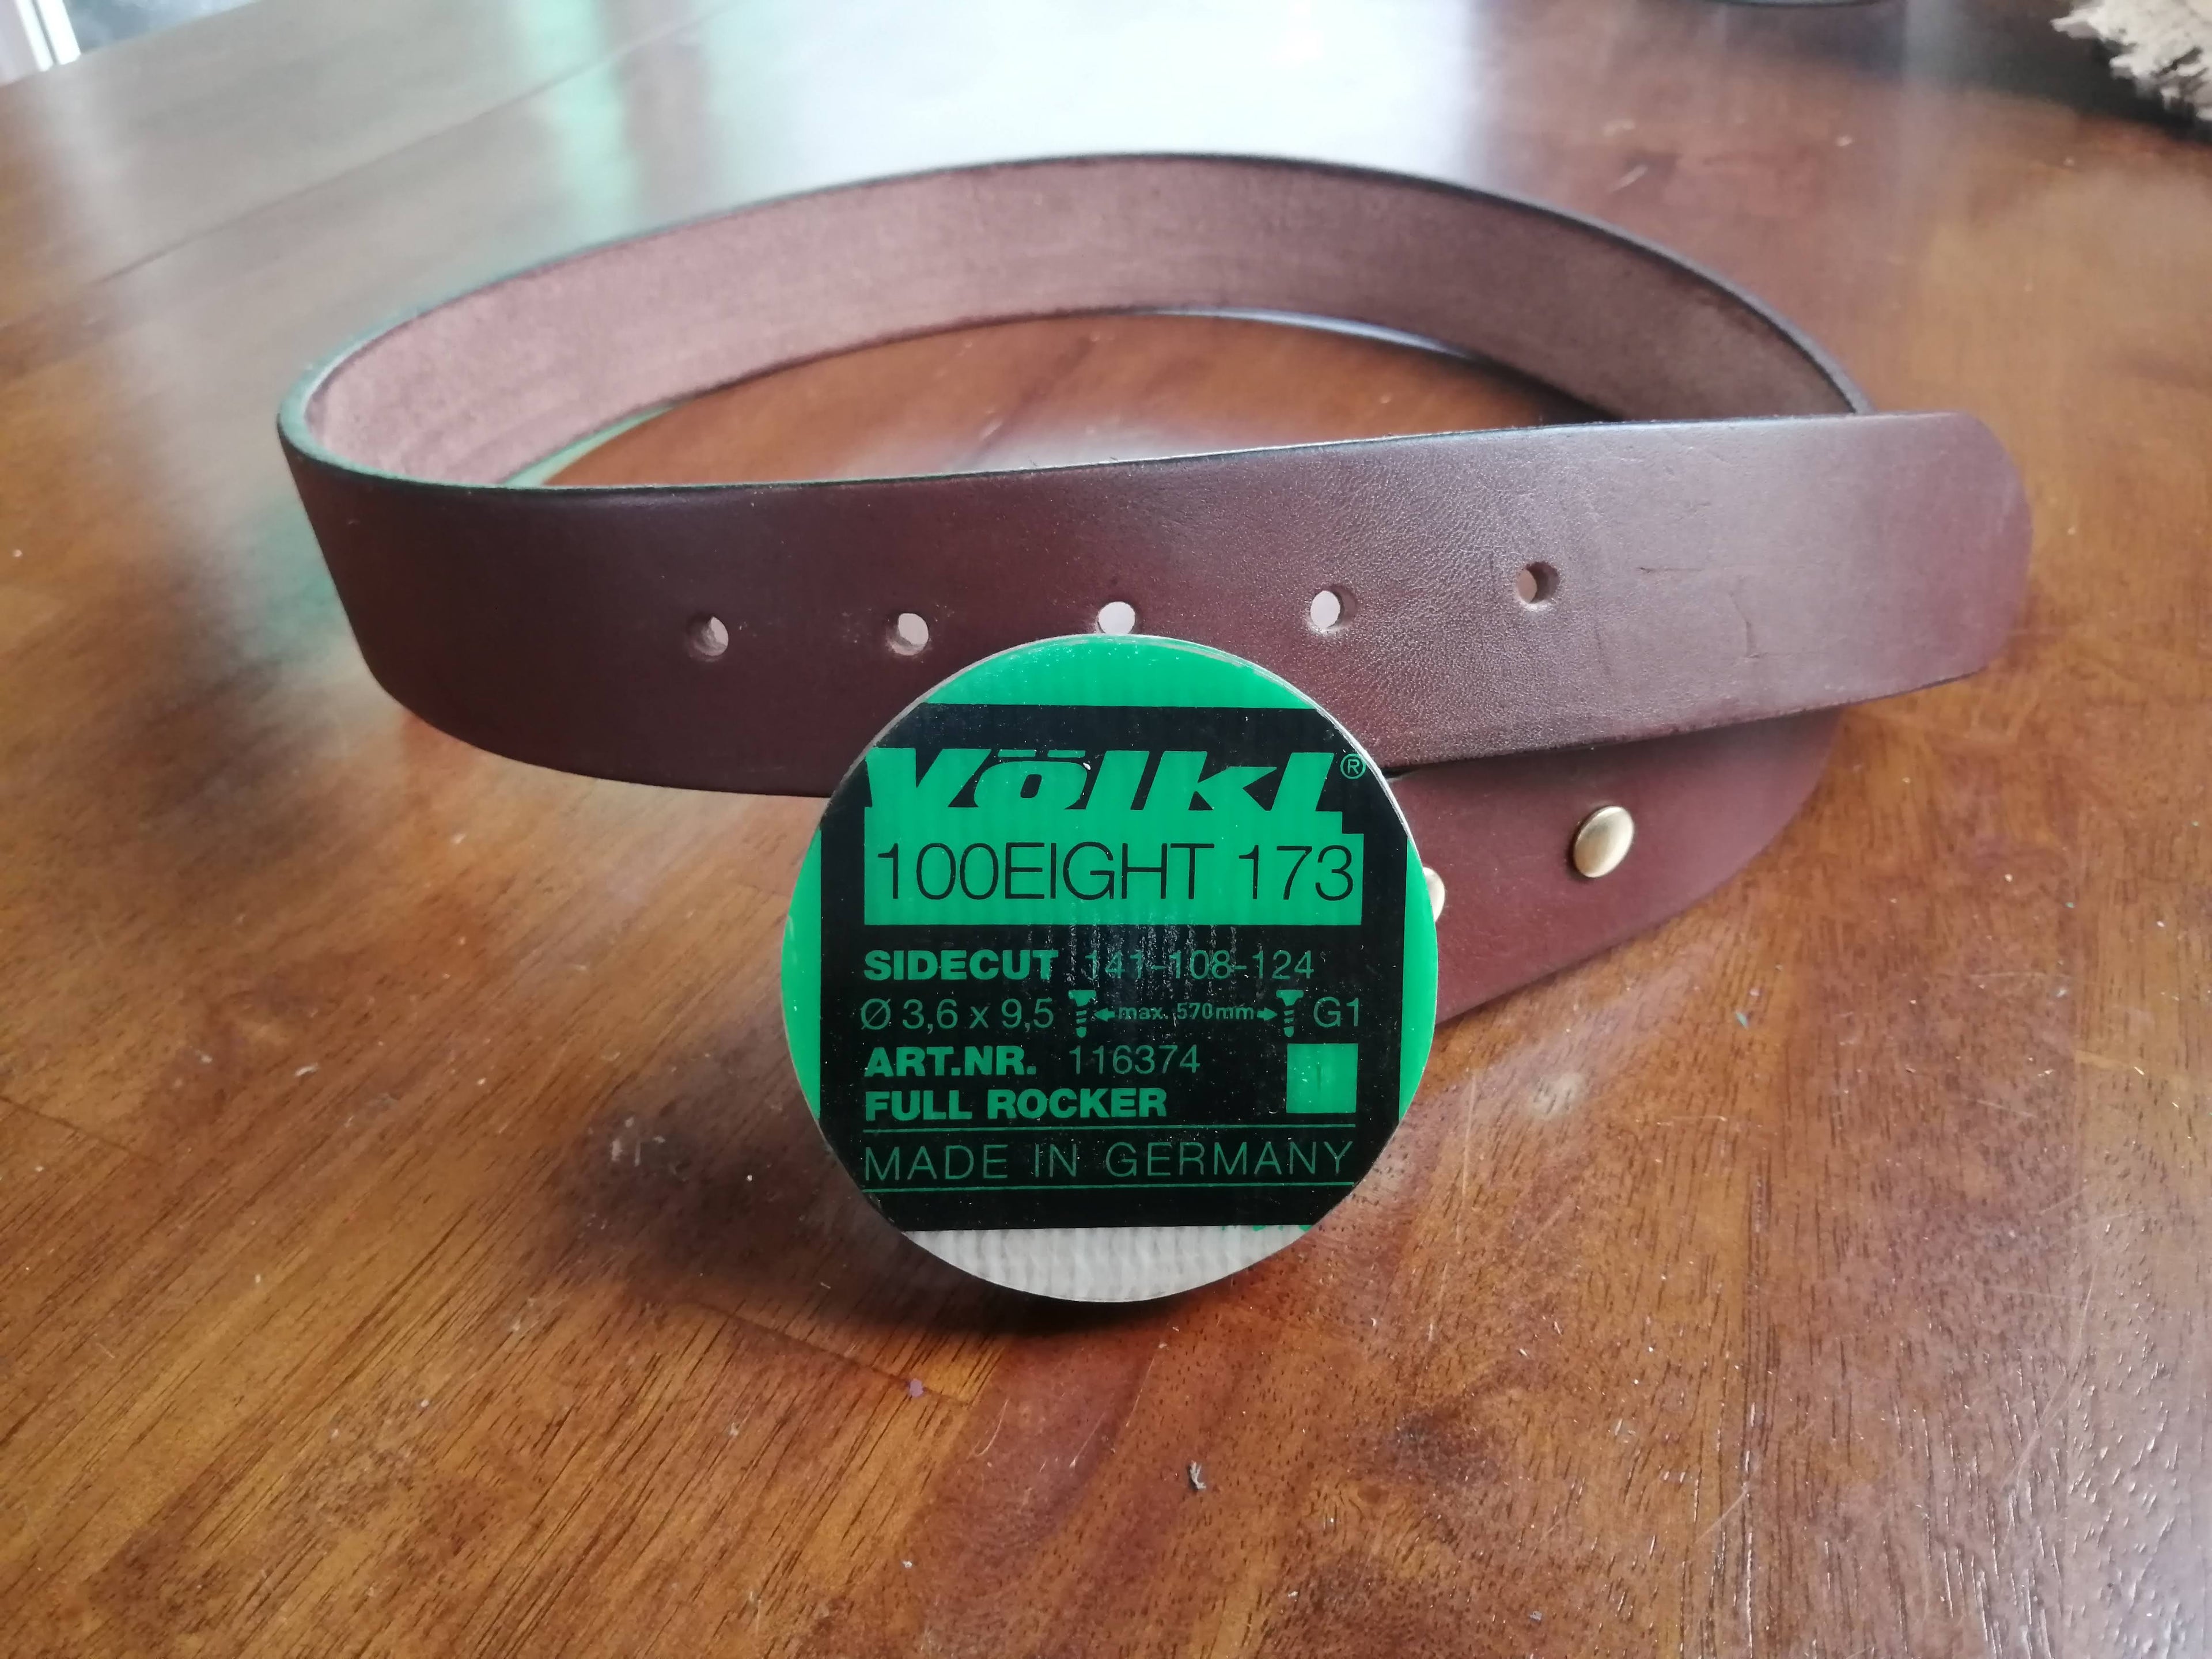 Völkl®
100EIGHT 173
SIDECUT 141-108-124
Ø 3,6 x 9,5 max. 570mm G1
ART.NR. 116374
FULL ROCKER
MADE IN GERMANY